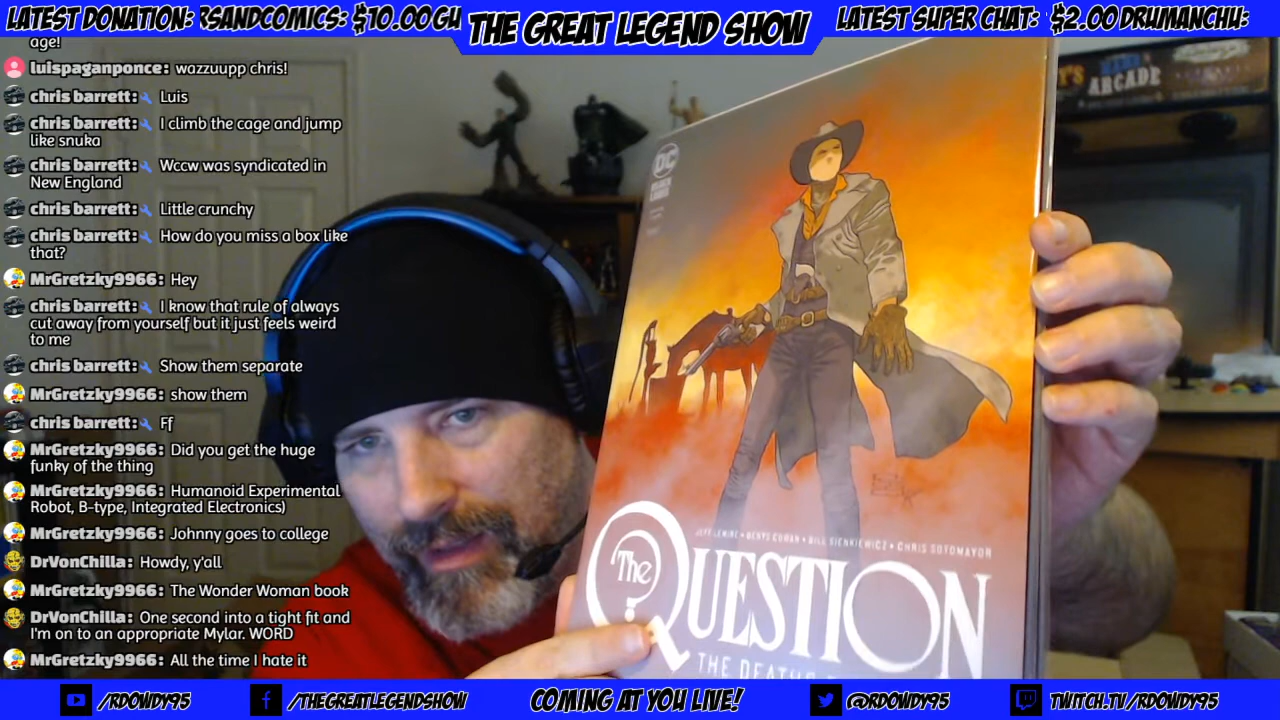 LATEST DONATION: RSANDCOMICS: $10.00 GU
THE GREAT LEGEND SHOW
LATEST SUPER CHAT: $2.00 DRUMANCHU:
age!
luispaganponce: wazzuupp chris!
chris barrett: Luis
chris barrett: I climb the cage and jump
like snuka
chris barrett: Wccw was syndicated in
New England
chris barrett: Little crunchy
chris barrett: How do you miss a box like
that?
MrGretzky9966: Hey
chris barrett: I know that rule of always
cut away from yourself but it just feels weird
to me
chris barrett: Show them separate
MrGretzky9966: show them
chris barrett: Ff
MrGretzky9966: Did you get the huge
funky of the thing
MrGretzky9966: Humanoid Experimental
Robot, B-type, Integrated Electronics)
MrGretzky9966: Johnny goes to college
DrVonChilla: Howdy, y'all
MrGretzky9966: The Wonder Woman book
DrVonChilla: One second into a tight fit and
I'm on to an appropriate Mylar. WORD
MrGretzky9966: All the time I hate it
DC
ARCADE
JEFF LEMIRE • DENYS COWAN • BILL SIENKIEWICZ • CHRIS SOTOMAYOR
The
QUESTION
THE DEATHS
/RDOWDY95
/THEGREATLEGENDSHOW
COMING AT YOU LIVE!
@RDOWDY95
TWITCH.TV/RDOWDY95